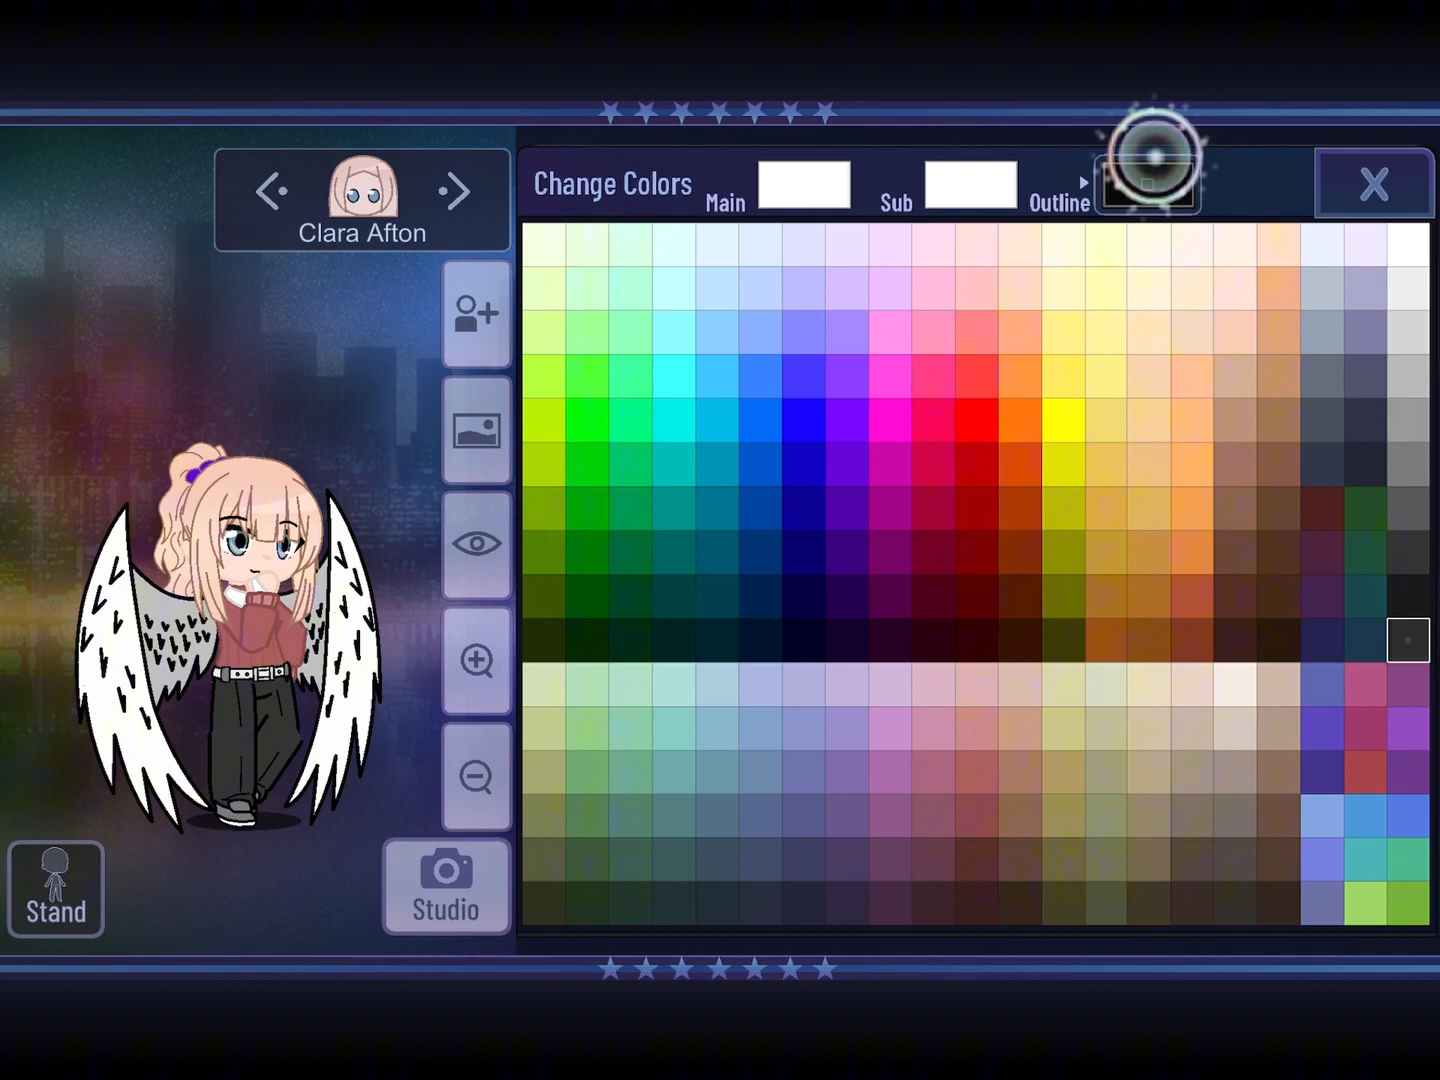 Change Colors
Main
Sub
Outline
X
Clara Afton
Stand
Studio